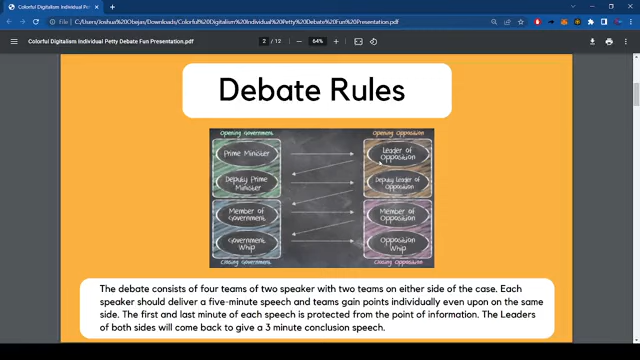 Colorful%20Digitalism%20Individual
C:/Users/Joshua%20Obejas/Downloads/Colorful%20Digitalism%20Individual%20Petty%20Debate%20Fun%20Presentation.pdf
Colorful Digitalism Individual Petty Debate Fun Presentation.pdf
2 / 12
64%
Debate Rules
Opening Government
Opening Opposition
Prime Minister
Leader of
Opposition
Deputy Prime
Minister
Deputy Leader of
Opposition
Member of
Government
Member of
Opposition
Government
Whip
Opposition
Whip
Closing Government
Closing Opposition
The debate consists of four teams of two speaker with two teams on either side of the case. Each
speaker should deliver a five-minute speech and teams gain points individually even upon on the same
side. The first and last minute of each speech is protected from the point of information. The Leaders
of both sides will come back to give a 3 minute conclusion speech.